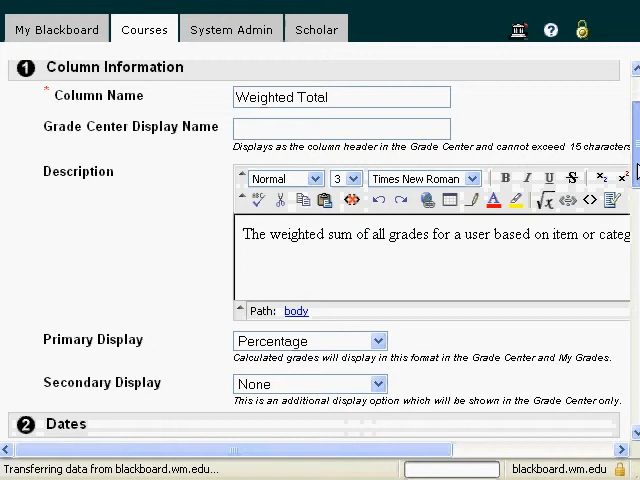 My Blackboard Courses System Admin Scholar
1 Column Information
* Column Name Weighted Total
Grade Center Display Name
Displays as the column header in the Grade Center and cannot exceed 15 characters
Description Normal 3 Times New Roman B I U S x₂ x²
ABC √x <>
The weighted sum of all grades for a user based on item or categ
Path: body
Primary Display Percentage
Calculated grades will display in this format in the Grade Center and My Grades.
Secondary Display None
This is an additional display option which will be shown in the Grade Center only.
2 Dates
Transferring data from blackboard.wm.edu... blackboard.wm.edu